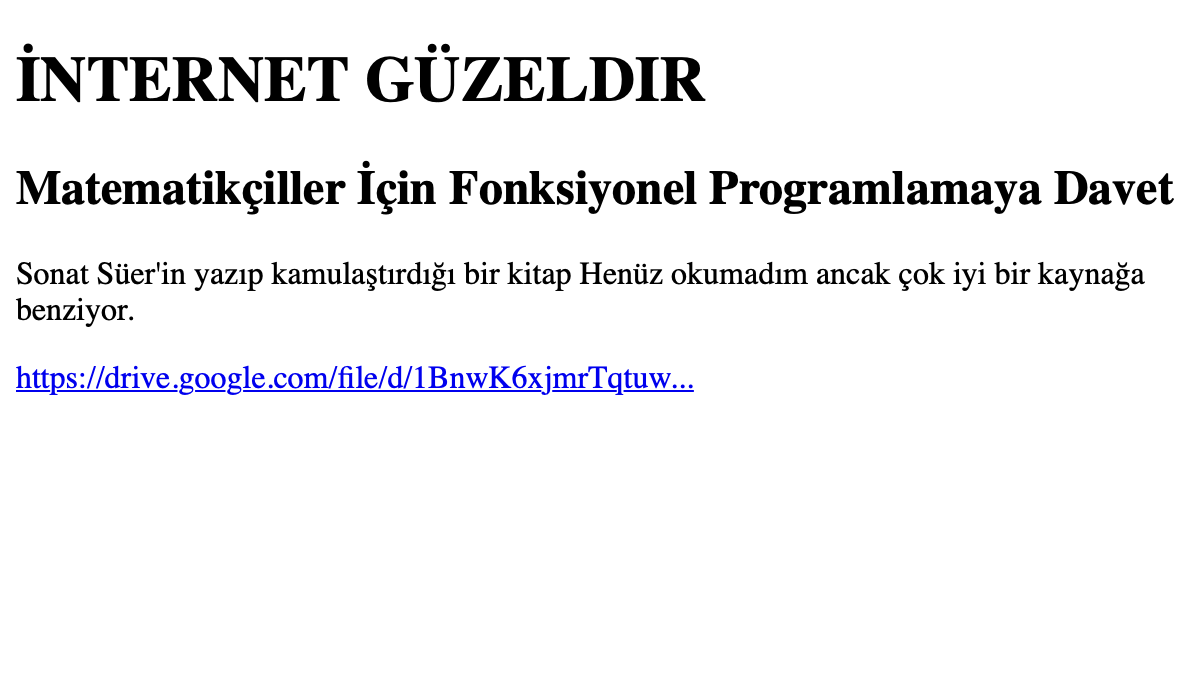 İNTERNET GÜZELDIR
Matematikçiller İçin Fonksiyonel Programlamaya Davet
Sonat Süer'in yazıp kamulaştırdığı bir kitap Henüz okumadım ancak çok iyi bir kaynağa
benziyor.
https://drive.google.com/file/d/1BnwK6xjmrTqtuw...